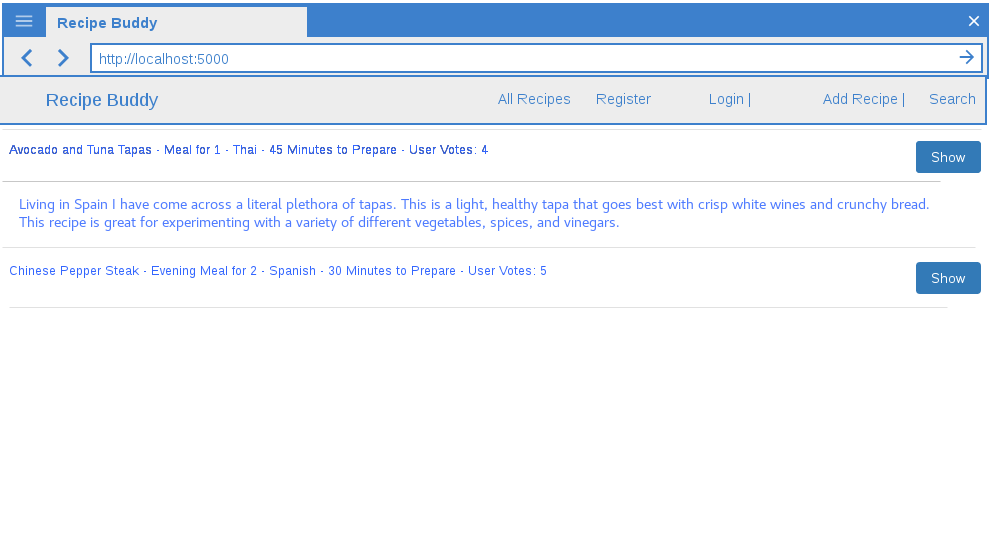 Recipe Buddy
http://localhost:5000
Recipe Buddy All Recipes Register Login | Add Recipe | Search
Avocado and Tuna Tapas - Meal for 1 - Thai - 45 Minutes to Prepare - User Votes: 4 Show
Living in Spain I have come across a literal plethora of tapas. This is a light, healthy tapa that goes best with crisp white wines and crunchy bread.
This recipe is great for experimenting with a variety of different vegetables, spices, and vinegars.
Chinese Pepper Steak - Evening Meal for 2 - Spanish - 30 Minutes to Prepare - User Votes: 5 Show